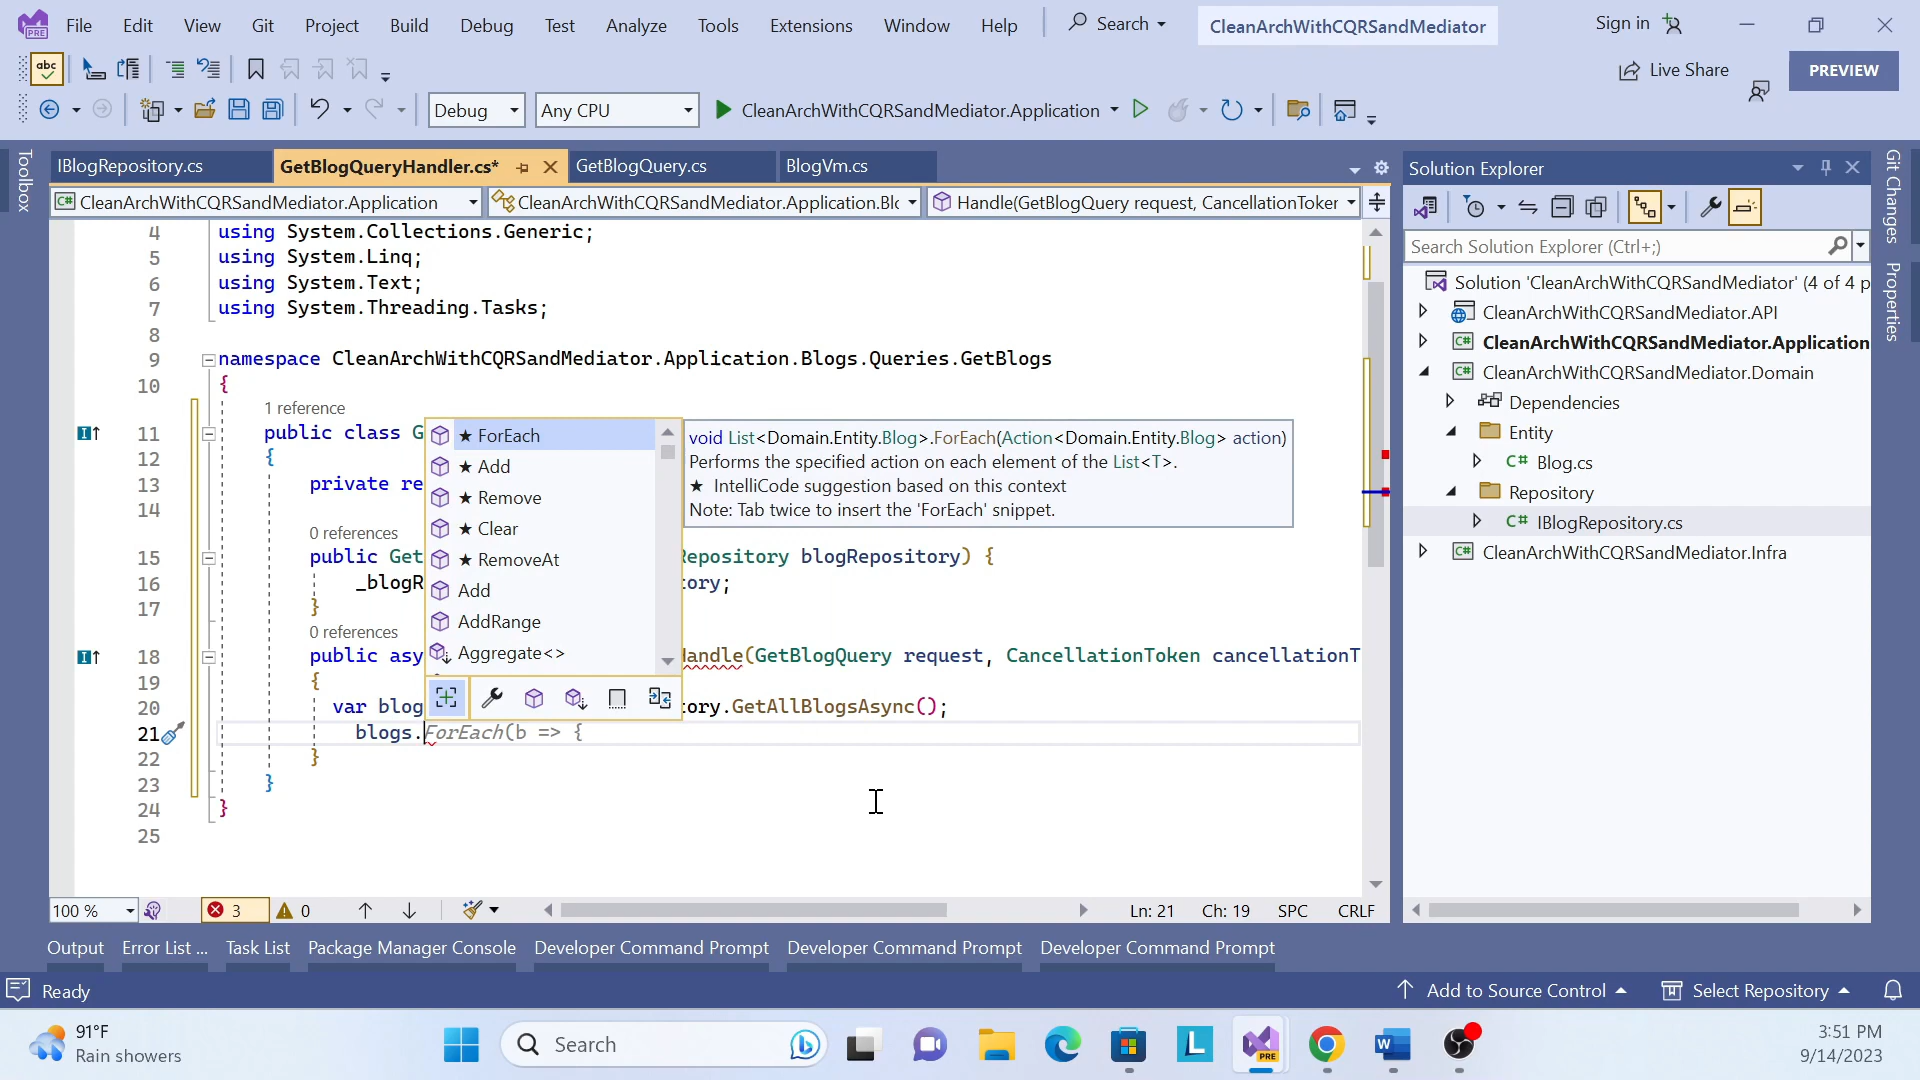 File Edit View Git Project Build Debug Test Analyze Tools Extensions Window Help Search CleanArchWithCQRSandMediator Sign in
PRE
abc
Live Share PREVIEW
Debug Any CPU CleanArchWithCQRSandMediator.Application
Toolbox
IBlogRepository.cs GetBlogQueryHandler.cs* GetBlogQuery.cs BlogVm.cs
CleanArchWithCQRSandMediator.Application CleanArchWithCQRSandMediator.Application.Blo Handle(GetBlogQuery request, CancellationToken
4 using System.Collections.Generic;
5 using System.Linq;
6 using System.Text;
7 using System.Threading.Tasks;
8
9 namespace CleanArchWithCQRSandMediator.Application.Blogs.Queries.GetBlogs
10 {
1 reference
11 public class G
12 {
13 private re
14
0 references
15 public Get Repository blogRepository) {
16 _blogR tory;
17 }
0 references
18 public asy Handle(GetBlogQuery request, CancellationToken cancellationT
19 {
20 var blog tory.GetAllBlogsAsync();
21 blogs.ForEach(b => {
22 }
23 }
24 }
25
★ ForEach
★ Add
★ Remove
★ Clear
★ RemoveAt
Add
AddRange
Aggregate<>
void List<Domain.Entity.Blog>.ForEach(Action<Domain.Entity.Blog> action)
Performs the specified action on each element of the List<T>.
★ IntelliCode suggestion based on this context
Note: Tab twice to insert the 'ForEach' snippet.
100 % 3 0 Ln: 21 Ch: 19 SPC CRLF
Solution Explorer
Search Solution Explorer (Ctrl+;)
Solution 'CleanArchWithCQRSandMediator' (4 of 4 p
CleanArchWithCQRSandMediator.API
CleanArchWithCQRSandMediator.Application
CleanArchWithCQRSandMediator.Domain
Dependencies
Entity
C# Blog.cs
Repository
C# IBlogRepository.cs
CleanArchWithCQRSandMediator.Infra
Git Changes
Properties
Output Error List ... Task List Package Manager Console Developer Command Prompt Developer Command Prompt Developer Command Prompt
Ready Add to Source Control Select Repository
91°F
Rain showers
Search
3:51 PM
9/14/2023